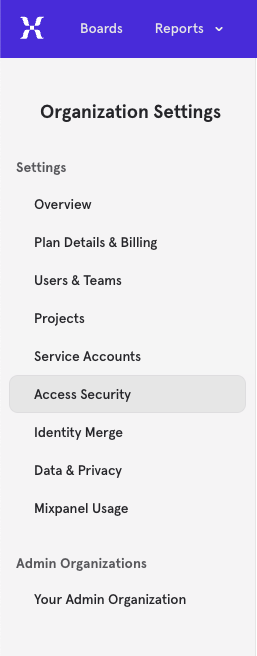 Boards Reports
Organization Settings
Settings
Overview
Plan Details & Billing
Users & Teams
Projects
Service Accounts
Access Security
Identity Merge
Data & Privacy
Mixpanel Usage
Admin Organizations
Your Admin Organization